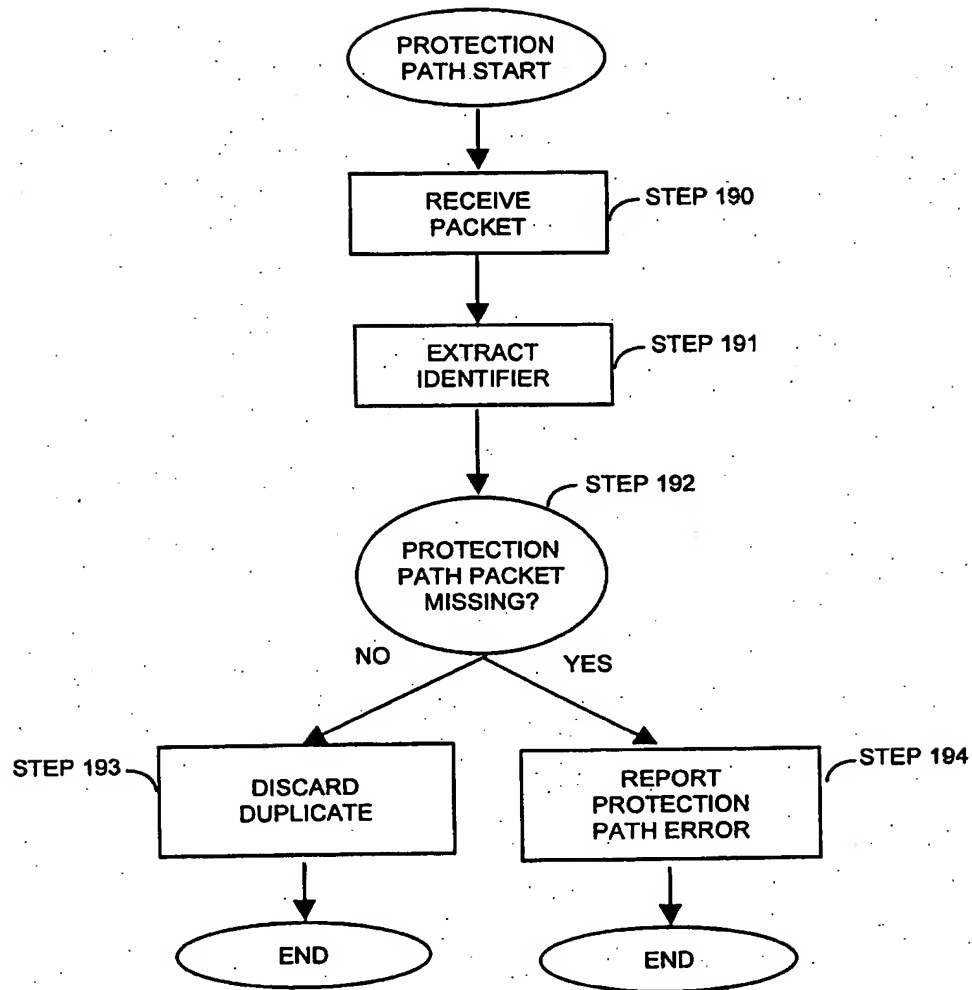 PROTECTION
PATH START
RECEIVE
PACKET
STEP 190
EXTRACT
IDENTIFIER
STEP 191
STEP 192
PROTECTION
PATH PACKET
MISSING?
NO
YES
STEP 193
DISCARD
DUPLICATE
REPORT
PROTECTION
PATH ERROR
STEP 194
END
END